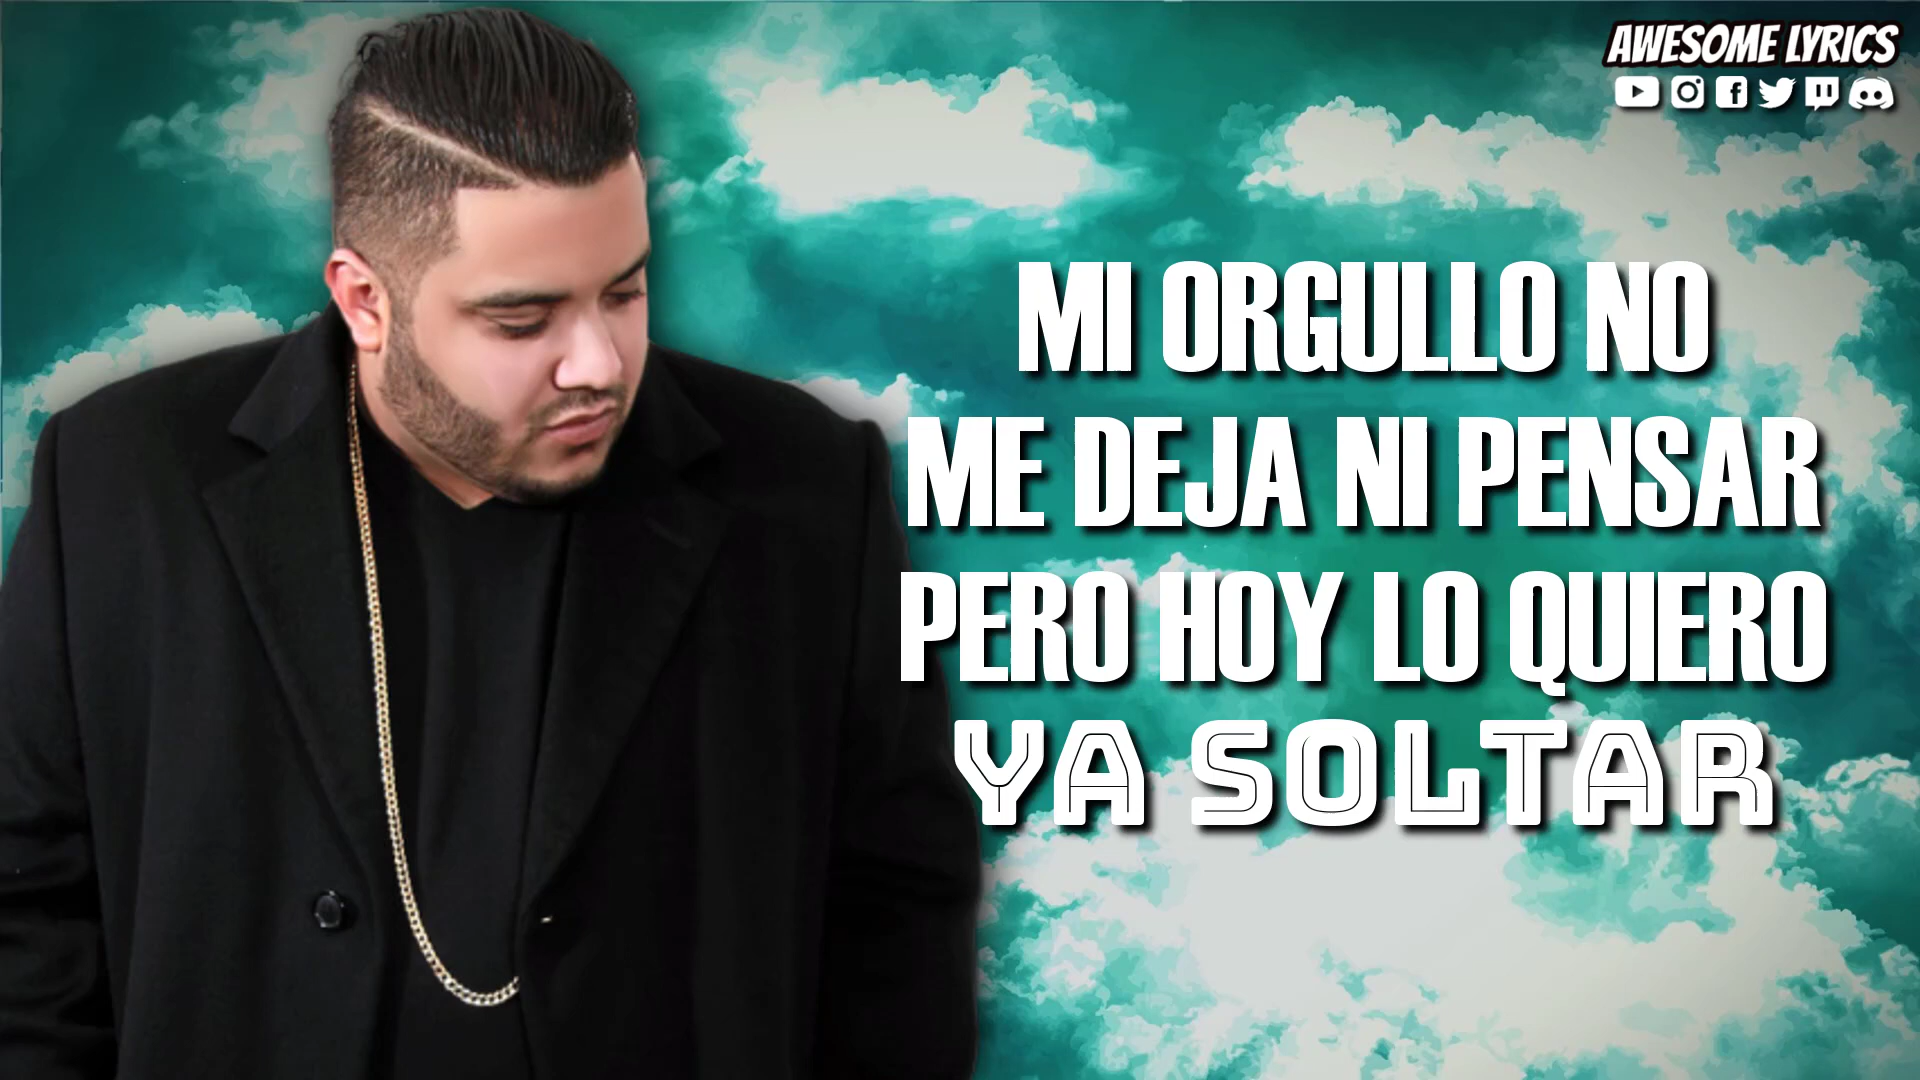 AWESOME LYRICS
MI ORGULLO NO
ME DEJA NI PENSAR
PERO HOY LO QUIERO
YA SOLTAR